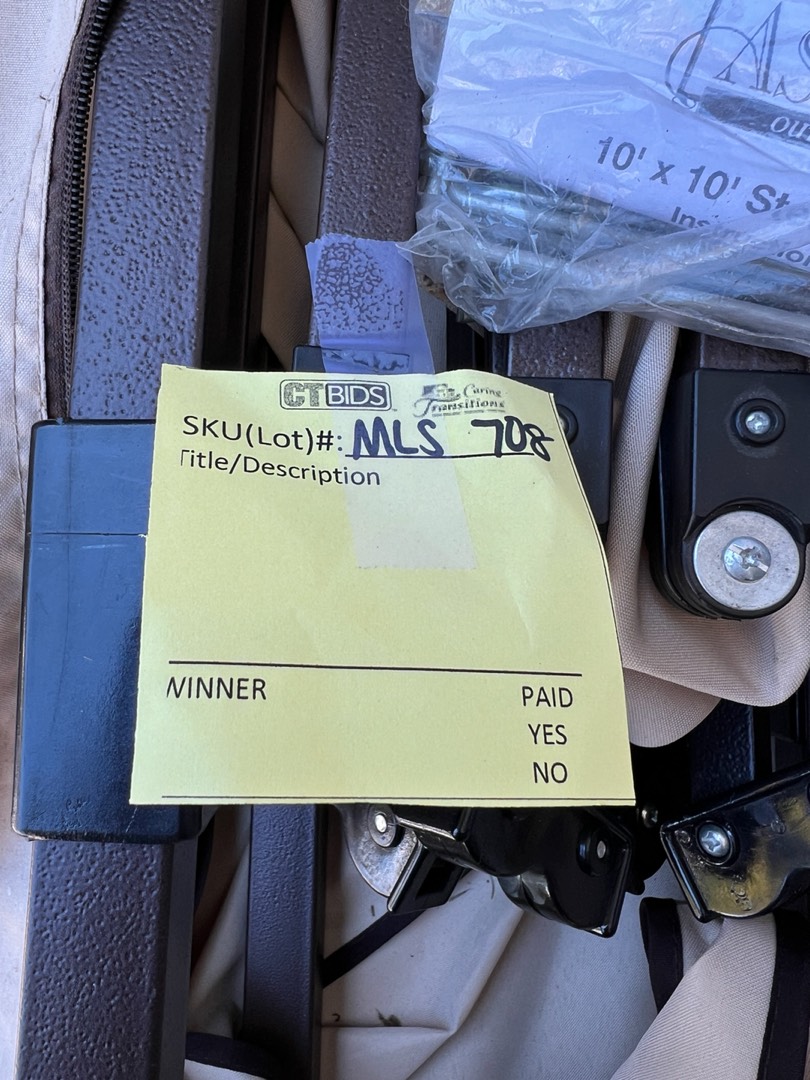 10' x 10' St
CTBIDS Caring
Transitions
SKU(Lot)#: MLS 708
Title/Description
WINNER PAID
YES
NO